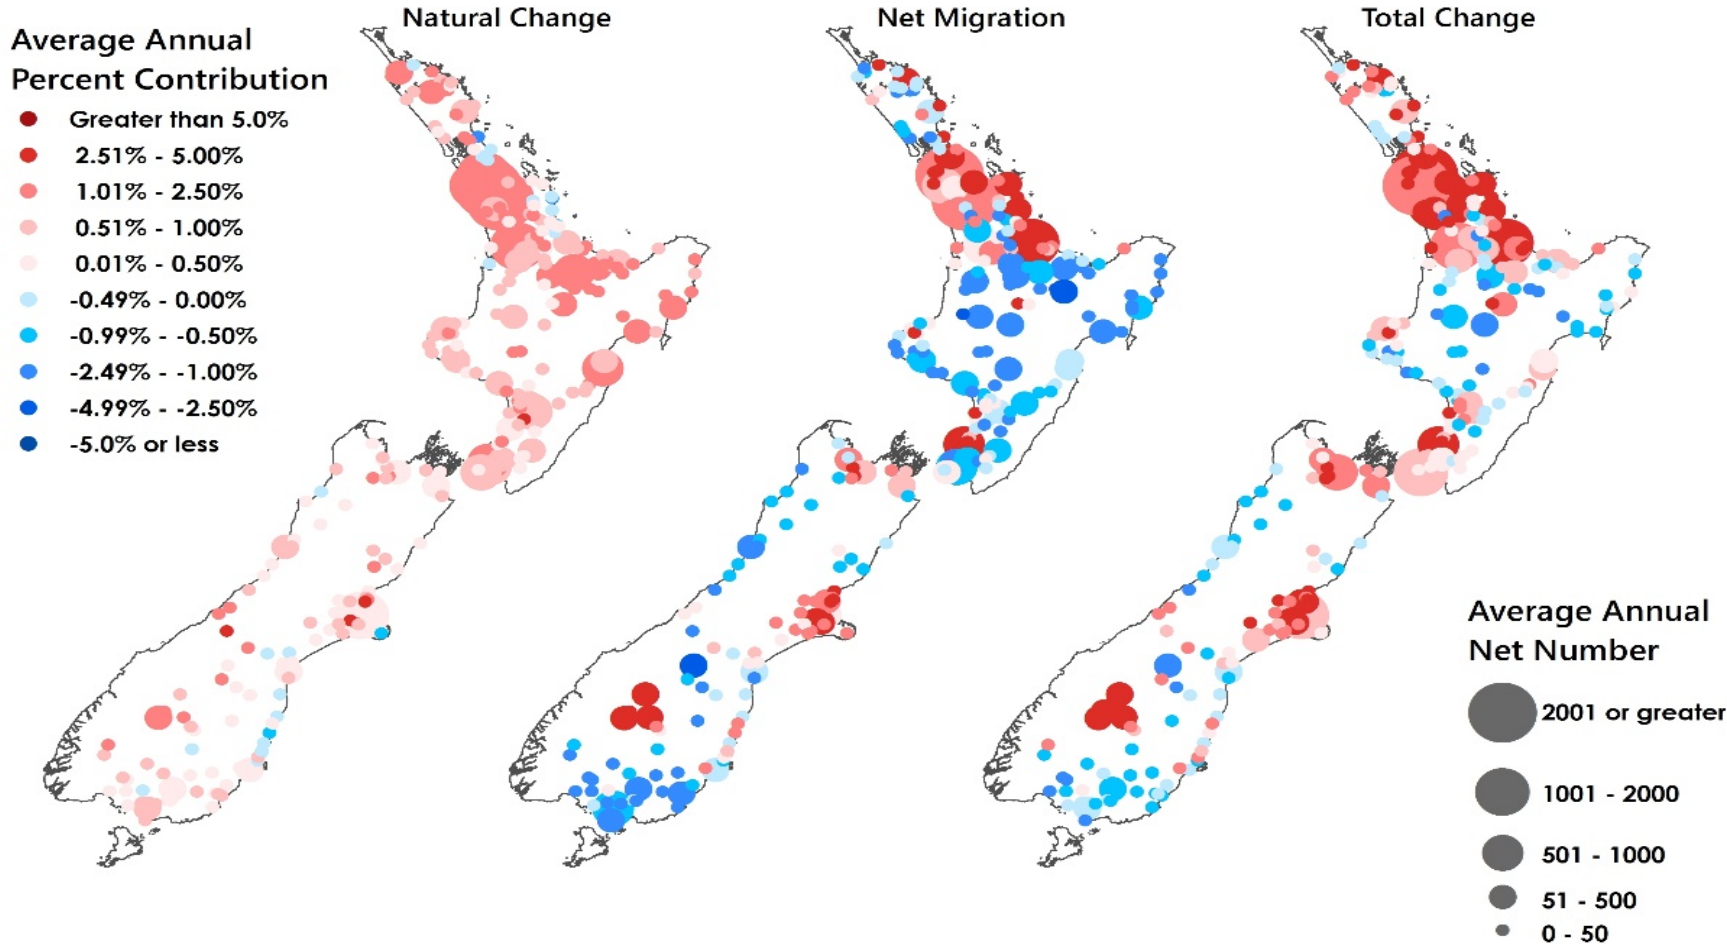 Natural Change
Net Migration
Total Change
Average Annual
Percent Contribution
Greater than 5.0%
2.51% - 5.00%
1.01% - 2.50%
0.51% - 1.00%
0.01% - 0.50%
-0.49% - 0.00%
-0.99% - -0.50%
-2.49% - -1.00%
-4.99% - -2.50%
-5.0% or less
Average Annual
Net Number
2001 or greater
1001 - 2000
501 - 1000
51 - 500
0 - 50